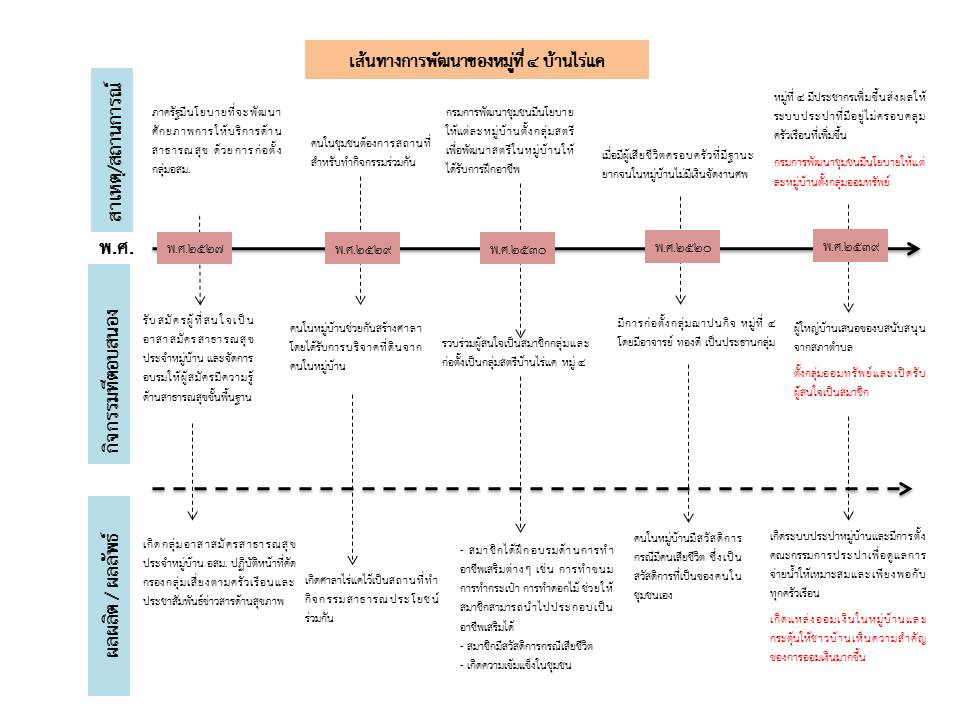 เส้นทางการพัฒนาของหมู่ที่ ๔ บ้านไร่แค
สาเหตุ/สถานการณ์
ภาครัฐมีนโยบายที่จะพัฒนา
ศักยภาพการให้บริการด้าน
สาธารณสุข ด้วยการก่อตั้ง
กลุ่มอสม.
คนในชุมชนต้องการสถานที่
สำหรับทำกิจกรรมร่วมกัน
กรมการพัฒนาชุมชนมีนโยบาย
ให้แต่ละหมู่บ้านตั้งกลุ่มสตรี
เพื่อพัฒนาสตรีในหมู่บ้านให้
ได้รับการฝึกอาชีพ
เมื่อมีผู้เสียชีวิตครอบครัวที่มีฐานะ
ยากจนในหมู่บ้านไม่มีเงินจัดงานศพ
หมู่ที่ ๔ มีประชากรเพิ่มขึ้นส่งผลให้
ระบบประปาที่มีอยู่ไม่ครอบคลุม
ครัวเรือนที่เพิ่มขึ้น
กรมการพัฒนาชุมชนมีนโยบายให้แต่
ละหมู่บ้านตั้งกลุ่มออมทรัพย์
พ.ศ.
พ.ศ.๒๕๒๗
พ.ศ.๒๕๒๙
พ.ศ.๒๕๓๐
พ.ศ.๒๕๒๐
พ.ศ.๒๕๓๙
กิจกรรมที่ตอบสนอง
รับสมัครผู้ที่สนใจเป็น
อาสาสมัครสาธารณสุข
ประจำหมู่บ้าน และจัดการ
อบรมให้ผู้สมัครมีความรู้
ด้านสาธารณสุขขั้นพื้นฐาน
คนในหมู่บ้านช่วยกันสร้างศาลา
โดยได้รับการบริจาคที่ดินจาก
คนในหมู่บ้าน
รวบร่วมผู้สนใจเป็นสมาชิกกลุ่มและ
ก่อตั้งเป็นกลุ่มสตรีบ้านไร่แค หมู่ ๔
มีการก่อตั้งกลุ่มฌาปนกิจ หมู่ที่ ๔
โดยมีอาจารย์ ทองดี เป็นประธานกลุ่ม
ผู้ใหญ่บ้านเสนอของบสนับสนุน
จากสภาตำบล
ตั้งกลุ่มออมทรัพย์และเปิดรับ
ผู้สนใจเป็นสมาชิก
ผลผลิต / ผลลัพธ์
เกิดกลุ่มอาสาสมัครสาธารณสุข
ประจำหมู่บ้าน อสม. ปฏิบัติหน้าที่คัด
กรองกลุ่มเสี่ยงตามครัวเรือนและ
ประชาสัมพันธ์ข่าวสารด้านสุขภาพ
เกิดศาลาไร่แคไว้เป็นสถานที่ทำ
กิจกรรมสาธารณประโยชน์
ร่วมกัน
- สมาชิกได้ฝึกอบรมด้านการทำ
อาชีพเสริมต่างๆ เช่น การทำขนม
การทำกระเป๋า การทำดอกไม้ ช่วยให้
สมาชิกสามารถนำไปประกอบเป็น
อาชีพเสริมได้
- สมาชิกมีสวัสดิการกรณีเสียชีวิต
- เกิดความเข้มแข็งในชุมชน
คนในหมู่บ้านมีสวัสดิการ
กรณีมีคนเสียชีวิต ซึ่งเป็น
สวัสดิการที่เป็นของคนใน
ชุมชนเอง
เกิดระบบประปาหมู่บ้านและมีการตั้ง
คณะกรรมการประปาเพื่อดูแลการ
จ่ายน้ำให้เหมาะสมและเพียงพอกับ
ทุกครัวเรือน
เกิดแหล่งออมเงินในหมู่บ้านและ
กระตุ้นให้ชาวบ้านเห็นความสำคัญ
ของการออมเงินมากขึ้น